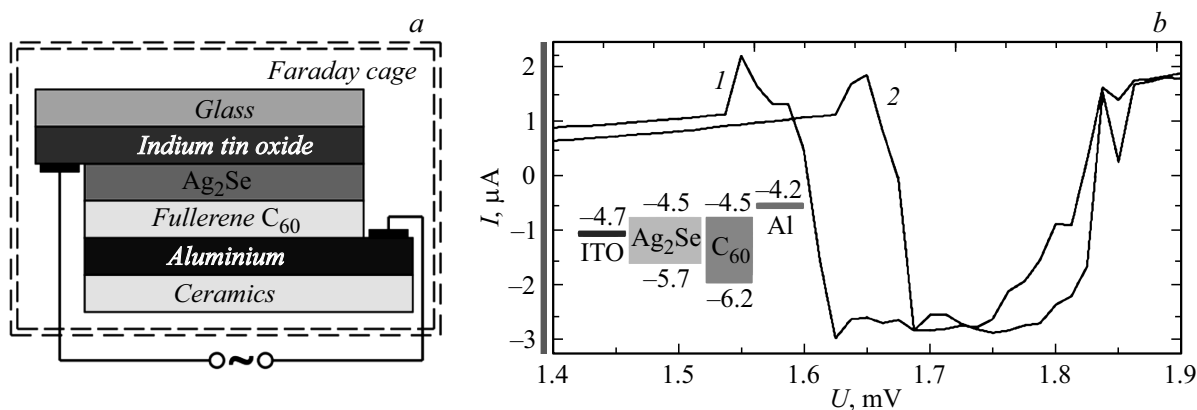 a
Faraday cage
Glass
Indium tin oxide
Ag₂Se
Fullerene C₆₀
Aluminium
Ceramics
~
b
2
1
0
−1
−2
−3
I, μA
1
2
−4.7
ITO
−4.5
Ag₂Se
−5.7
−4.5
C₆₀
−6.2
−4.2
Al
1.4 1.5 1.6 1.7 1.8 1.9
U, mV